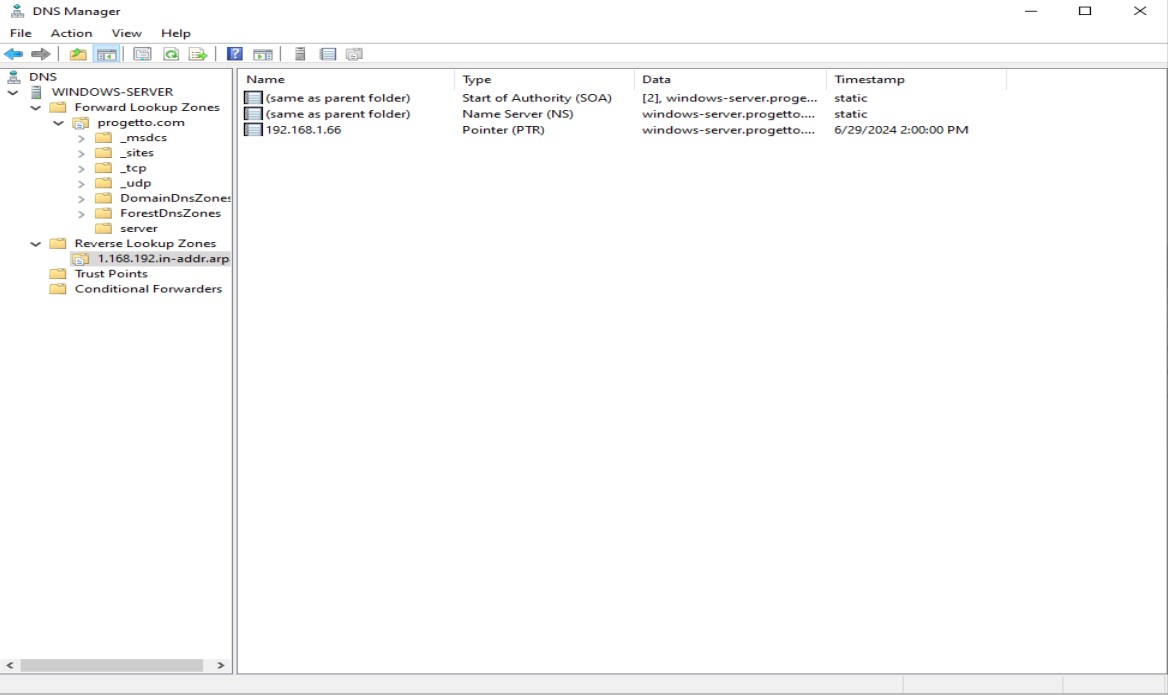 DNS Manager
File Action View Help
DNS
WINDOWS-SERVER
Forward Lookup Zones
progetto.com
_msdcs
_sites
_tcp
_udp
DomainDnsZones
ForestDnsZones
server
Reverse Lookup Zones
1.168.192.in-addr.arp
Trust Points
Conditional Forwarders
Name Type Data Timestamp
(same as parent folder) Start of Authority (SOA) [2], windows-server.proge... static
(same as parent folder) Name Server (NS) windows-server.progetto.... static
192.168.1.66 Pointer (PTR) windows-server.progetto.... 6/29/2024 2:00:00 PM